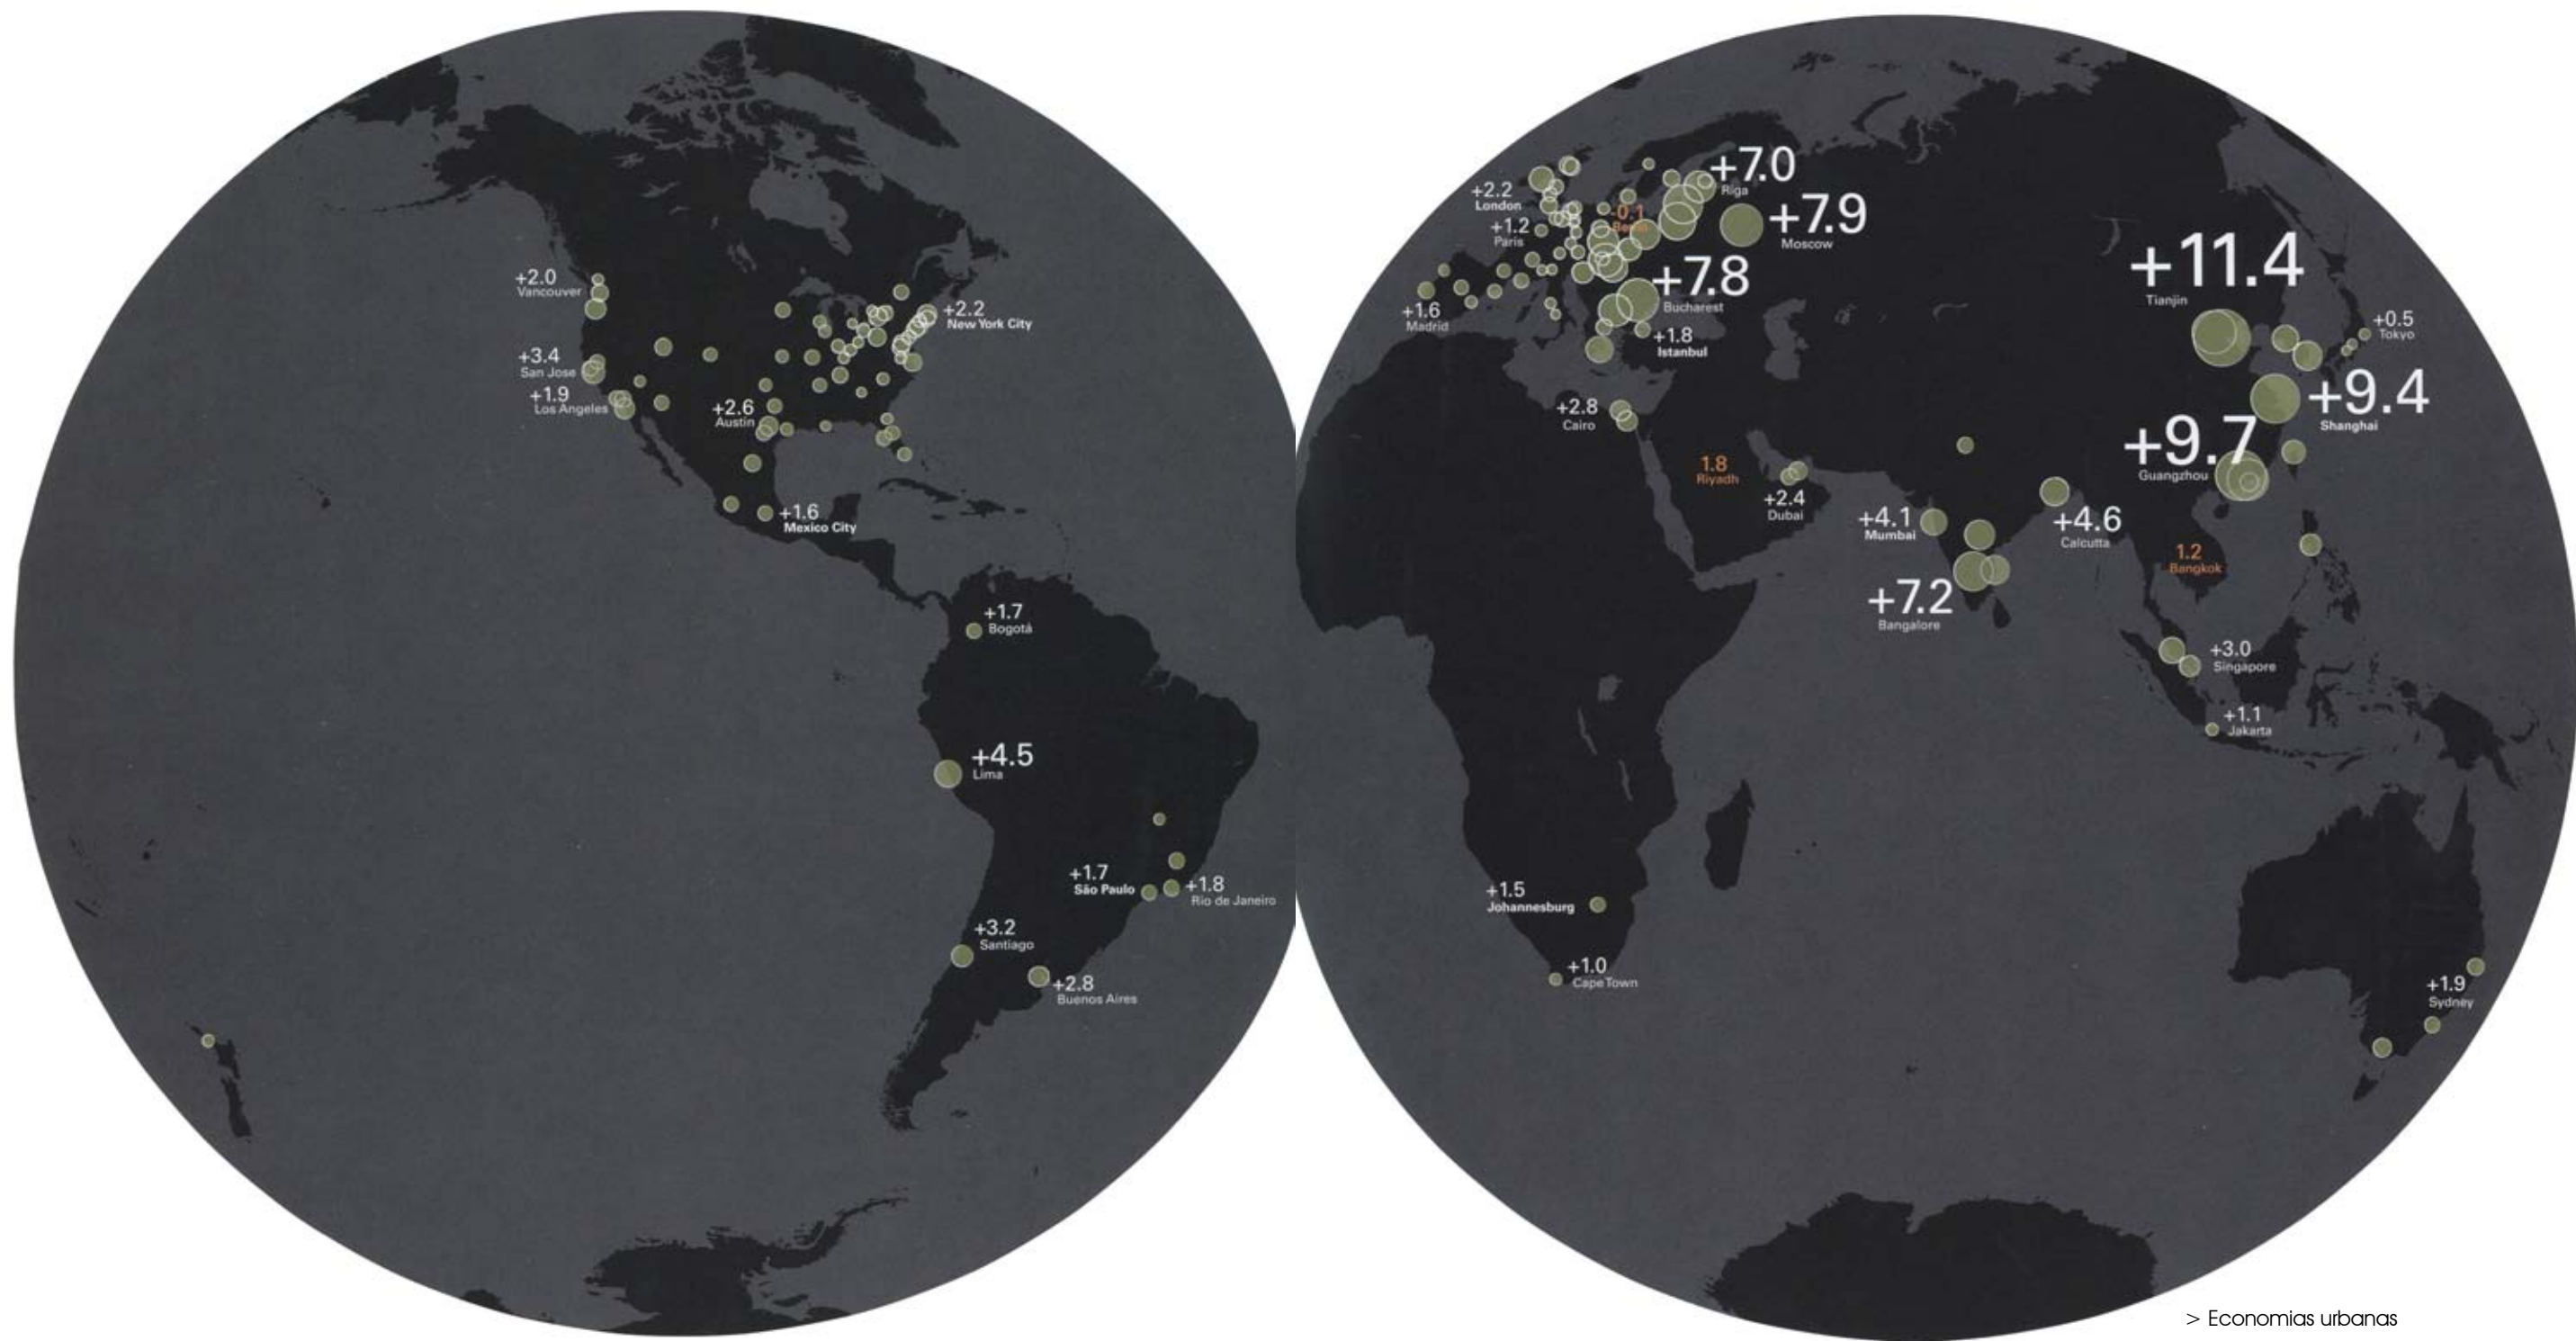 +2.0
Vancouver
+3.4
San Jose
+1.9
Los Angeles
+2.6
Austin
+2.2
New York City
+1.6
Mexico City
+1.7
Bogotá
+4.5
Lima
+1.7
São Paulo
+1.8
Rio de Janeiro
+3.2
Santiago
+2.8
Buenos Aires
+2.2
London
+1.2
Paris
+1.6
Madrid
-0.1
Berlin
+7.0
Riga
+7.9
Moscow
+7.8
Bucharest
+1.8
Istanbul
+2.8
Cairo
1.8
Riyadh
+2.4
Dubai
+4.1
Mumbai
+7.2
Bangalore
+4.6
Calcutta
+11.4
Tianjin
+0.5
Tokyo
+9.4
Shanghai
+9.7
Guangzhou
1.2
Bangkok
+3.0
Singapore
+1.1
Jakarta
+1.5
Johannesburg
+1.0
Cape Town
+1.9
Sydney
> Economias urbanas